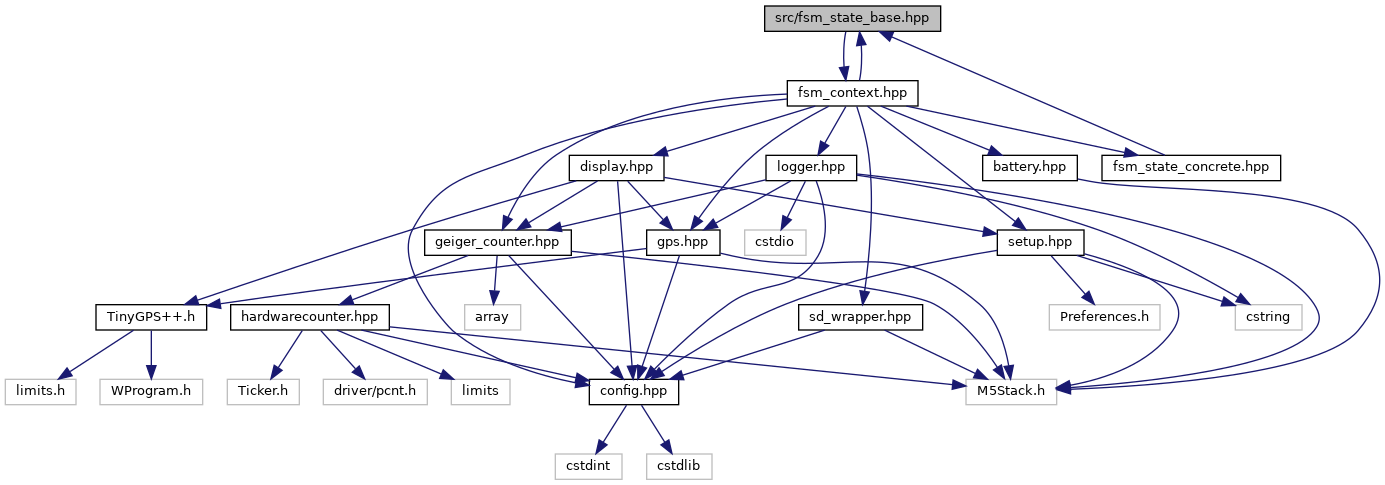 src/fsm_state_base.hpp
fsm_context.hpp
display.hpp
logger.hpp
battery.hpp
fsm_state_concrete.hpp
geiger_counter.hpp
gps.hpp
cstdio
setup.hpp
TinyGPS++.h
hardwarecounter.hpp
array
sd_wrapper.hpp
Preferences.h
cstring
limits.h
WProgram.h
Ticker.h
driver/pcnt.h
limits
config.hpp
M5Stack.h
cstdint
cstdlib